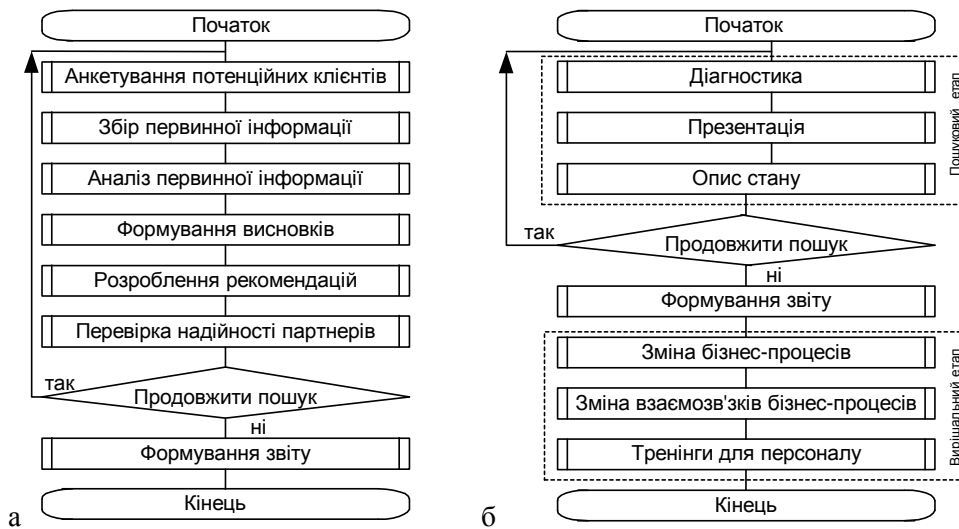 Початок
Анкетування потенційних клієнтів
Збір первинної інформації
Аналіз первинної інформації
Формування висновків
Розроблення рекомендацій
Перевірка надійності партнерів
так
Продовжити пошук
ні
Формування звіту
Кінець
а
Початок
Діагностика
Презентація
Опис стану
Пошуковий етап
так
Продовжити пошук
ні
Формування звіту
Зміна бізнес-процесів
Зміна взаємозв'язків бізнес-процесів
Тренінги для персоналу
Вирішальний етап
Кінець
б